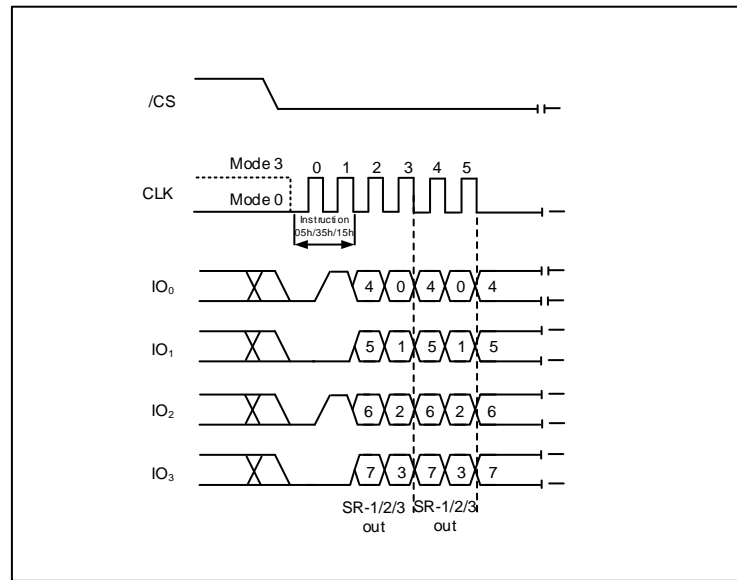 /CS
Mode 3
0 1 2 3 4 5
CLK
Mode 0
Instruction
05h/35h/15h
IO₀ 4 0 4 0 4
IO₁ 5 1 5 1 5
IO₂ 6 2 6 2 6
IO₃ 7 3 7 3 7
SR-1/2/3 SR-1/2/3
out out